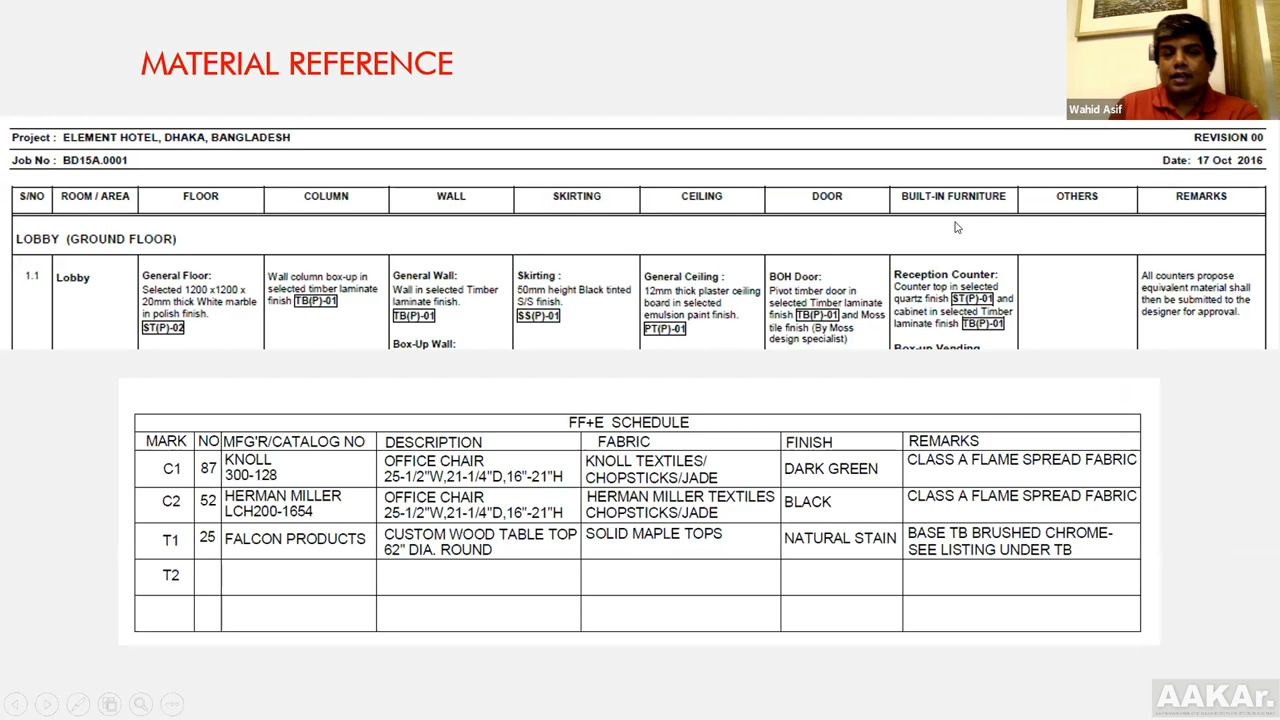 MATERIAL REFERENCE
Wahid Asif
Project : ELEMENT HOTEL, DHAKA, BANGLADESH
REVISION 00
Job No : BD15A.0001
Date: 17 Oct 2016
S/NO ROOM / AREA FLOOR COLUMN WALL SKIRTING CEILING DOOR BUILT-IN FURNITURE OTHERS REMARKS
LOBBY (GROUND FLOOR)
1.1
Lobby
General Floor:
Selected 1200 x1200 x
20mm thick White marble
in polish finish.
ST(P)-02
Wall column box-up in
selected timber laminate
finish TB(P)-01
General Wall:
Wall in selected Timber
laminate finish.
TB(P)-01
Box-Up Wall:
Skirting :
50mm height Black tinted
S/S finish.
SS(P)-01
General Ceiling:
12mm thick plaster ceiling
board in selected
emulsion paint finish.
PT(P)-01
BOH Door:
Pivot timber door in
selected Timber laminate
finish TB(P)-01 and Moss
tile finish (By Moss
design specialist)
Reception Counter:
Counter top in selected
quartz finish ST(P)-01 and
cabinet in selected Timber
laminate finish TB(P)-01
Box-up Vending
All counters propose
equivalent material shall
then be submitted to the
designer for approval.
FF+E SCHEDULE
MARK NO MFG'R/CATALOG NO DESCRIPTION FABRIC FINISH REMARKS
C1
87
KNOLL
300-128
OFFICE CHAIR
25-1/2"W,21-1/4"D,16"-21"H
KNOLL TEXTILES/
CHOPSTICKS/JADE
DARK GREEN
CLASS A FLAME SPREAD FABRIC
C2
52
HERMAN MILLER
LCH200-1654
OFFICE CHAIR
25-1/2"W,21-1/4"D,16"-21"H
HERMAN MILLER TEXTILES
CHOPSTICKS/JADE
BLACK
CLASS A FLAME SPREAD FABRIC
T1
25
FALCON PRODUCTS
CUSTOM WOOD TABLE TOP
62" DIA. ROUND
SOLID MAPLE TOPS
NATURAL STAIN
BASE TB BRUSHED CHROME-
SEE LISTING UNDER TB
T2
AAKAr.